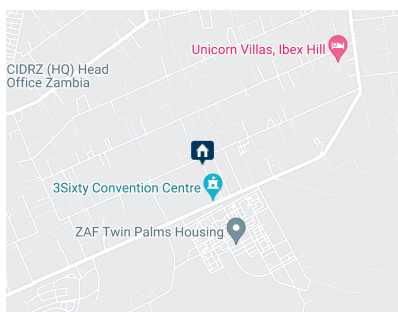 Unicorn Villas, Ibex Hill
CIDRZ (HQ) Head
Office Zambia
3Sixty Convention Centre
ZAF Twin Palms Housing